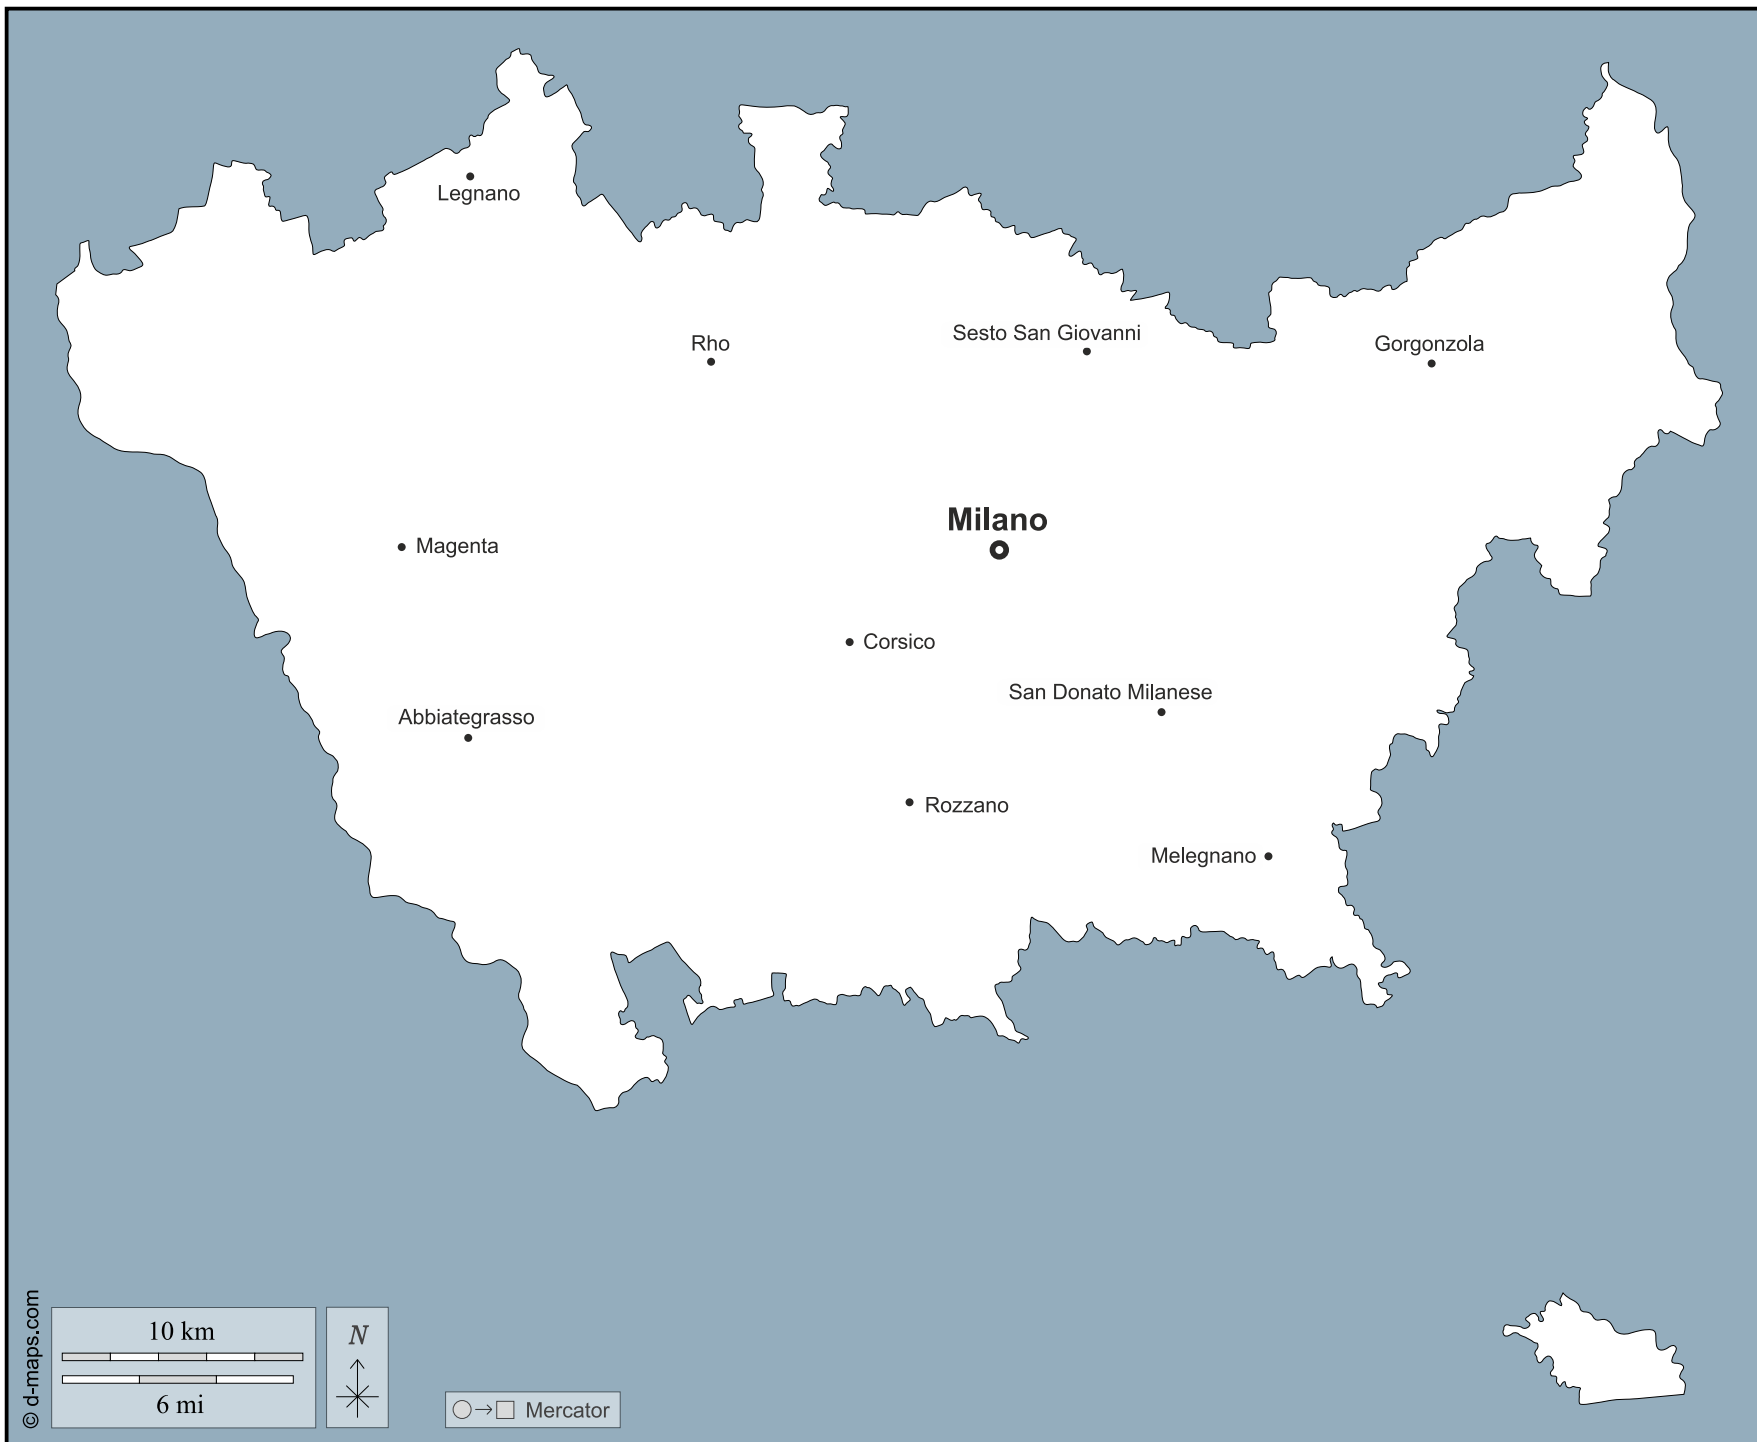 Legnano
Sesto San Giovanni
Rho
Gorgonzola
Milano
Magenta
Corsico
San Donato Milanese
Abbiategrasso
Rozzano
Melegnano
© d-maps.com
10 km
6 mi
N
Mercator